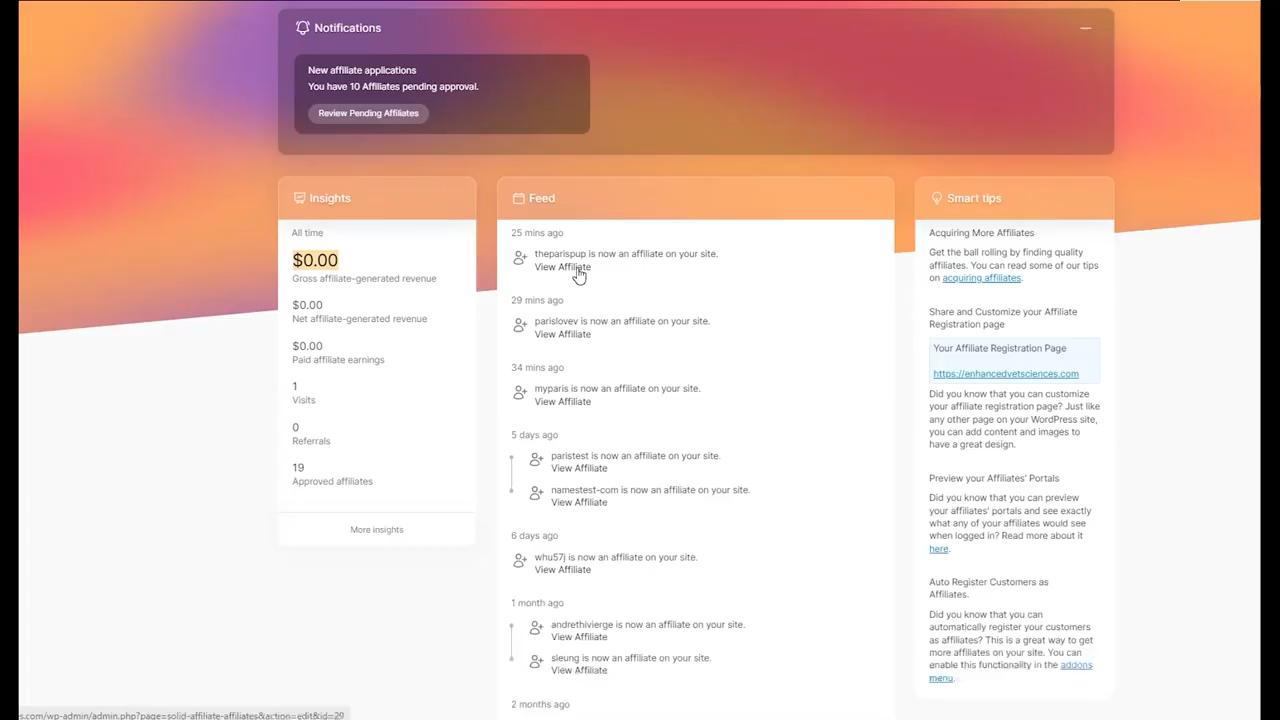 Notifications
New affiliate applications
You have 10 Affiliates pending approval.
Review Pending Affiliates
Insights
All time
$0.00
Gross affiliate-generated revenue
$0.00
Net affiliate-generated revenue
$0.00
Paid affiliate earnings
1
Visits
0
Referrals
19
Approved affiliates
More insights
Feed
25 mins ago
theparispup is now an affiliate on your site.
View Affiliate
29 mins ago
parislovev is now an affiliate on your site.
View Affiliate
34 mins ago
myparis is now an affiliate on your site.
View Affiliate
5 days ago
paristest is now an affiliate on your site.
View Affiliate
namestest-com is now an affiliate on your site.
View Affiliate
6 days ago
whu57j is now an affiliate on your site.
View Affiliate
1 month ago
andrethivierge is now an affiliate on your site.
View Affiliate
sleung is now an affiliate on your site.
View Affiliate
2 months ago
Smart tips
Acquiring More Affiliates
Get the ball rolling by finding quality
affiliates. You can read some of our tips
on acquiring affiliates.
Share and Customize your Affiliate
Registration page
Your Affiliate Registration Page
https://enhancedvetsciences.com
Did you know that you can customize
your affiliate registration page? Just like
any other page on your WordPress site,
you can add content and images to
have a great design.
Preview your Affiliates' Portals
Did you know that you can preview
your affiliates' portals and see exactly
what any of your affiliates would see
when logged in? Read more about it
here.
Auto Register Customers as
Affiliates.
Did you know that you can
automatically register your customers
as affiliates? This is a great way to get
more affiliates on your site. You can
enable this functionality in the addons
menu.
s.com/wp-admin/admin.php?page=solid-affiliate-affiliates&action=edit&id=29